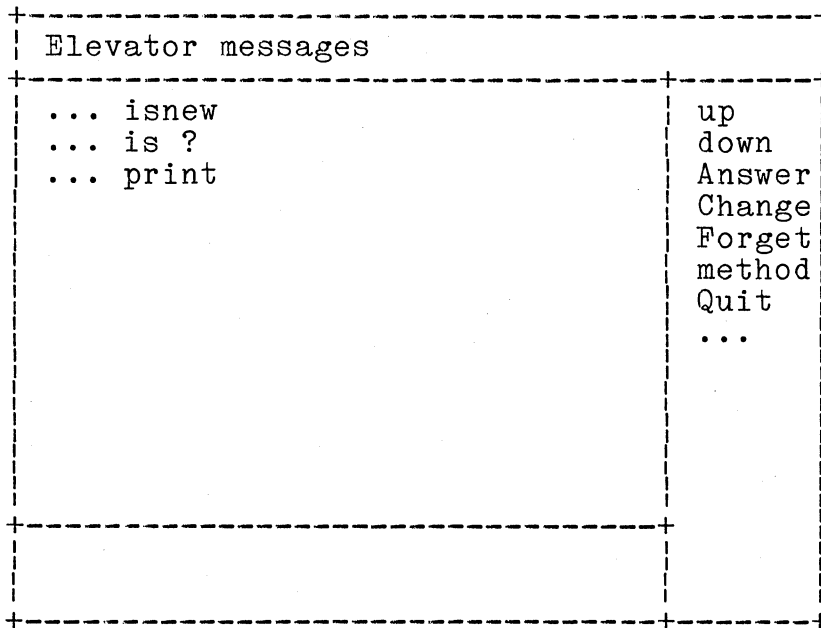 Elevator messages
... isnew
... is ?
... print
up
down
Answer
Change
Forget
method
Quit
...